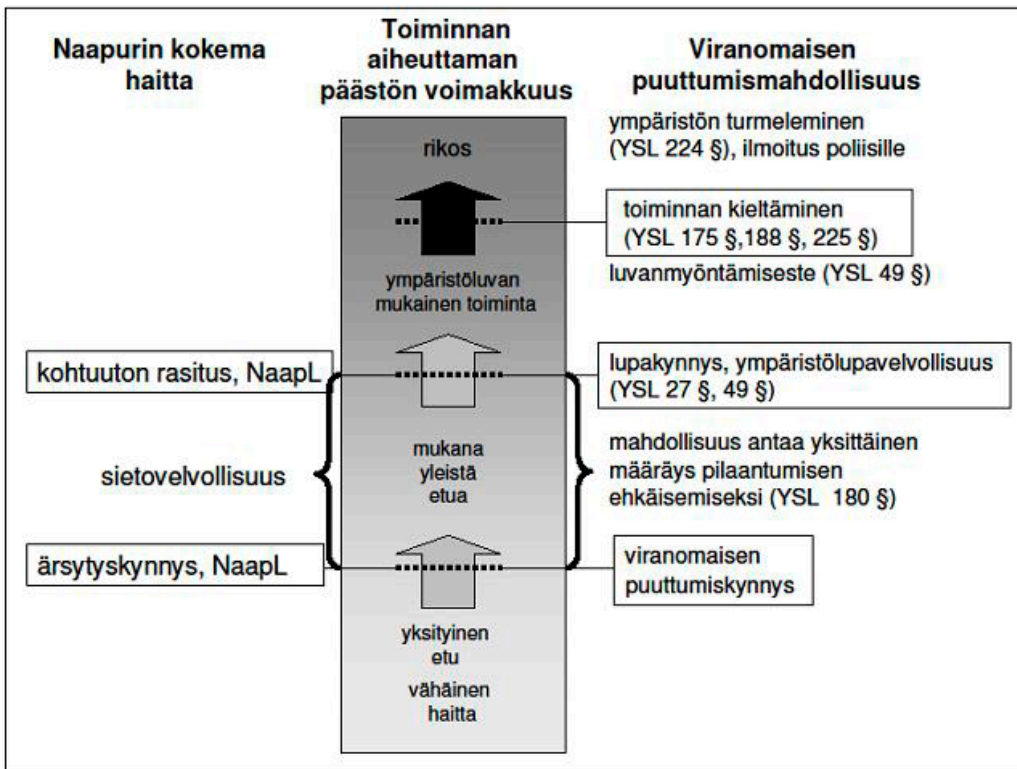 Naapurin kokema
haitta
Toiminnan
aiheuttaman
päästön voimakkuus
Viranomaisen
puuttumismahdollisuus
rikos
ympäristön turmeleminen
(YSL 224 §), ilmoitus poliisille
toiminnan kieltäminen
(YSL 175 §,188 §, 225 §)
luvanmyöntämiseste (YSL 49 §)
ympäristöluvan
mukainen toiminta
kohtuuton rasitus, NaapL
lupakynnys, ympäristölupavelvollisuus
(YSL 27 §, 49 §)
sietovelvollisuus
mukana
yleistä
etua
mahdollisuus antaa yksittäinen
määräys pilaantumisen
ehkäisemiseksi (YSL 180 §)
ärsytyskynnys, NaapL
viranomaisen
puuttumiskynnys
yksityinen
etu
vähäinen
haitta